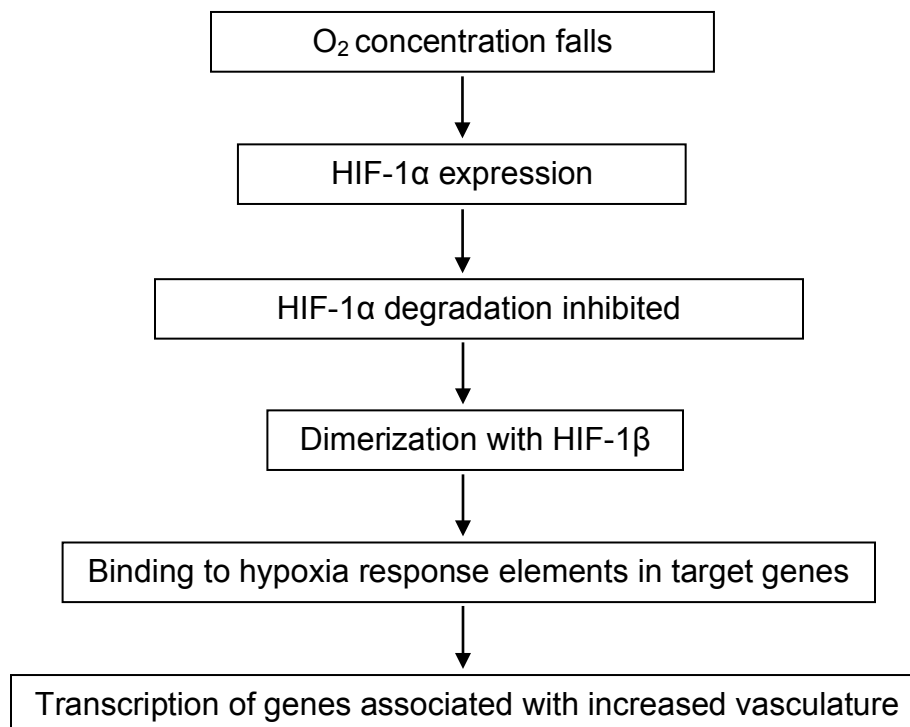 O₂ concentration falls
HIF-1α expression
HIF-1α degradation inhibited
Dimerization with HIF-1β
Binding to hypoxia response elements in target genes
Transcription of genes associated with increased vasculature